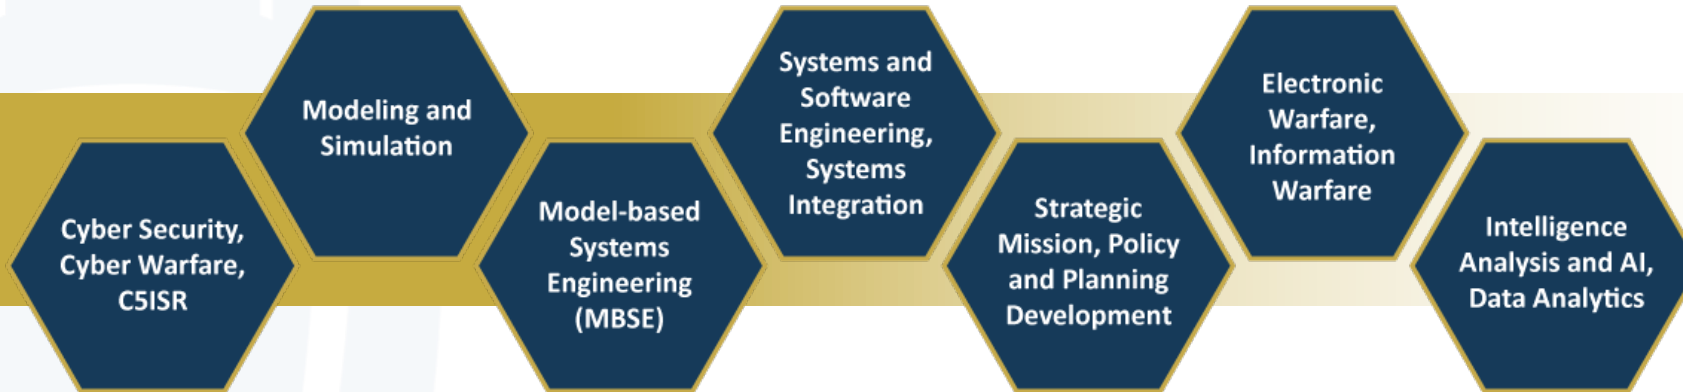 Cyber Security,
Cyber Warfare,
C5ISR
Modeling and
Simulation
Model-based
Systems
Engineering
(MBSE)
Systems and
Software
Engineering,
Systems
Integration
Strategic
Mission, Policy
and Planning
Development
Electronic
Warfare,
Information
Warfare
Intelligence
Analysis and AI,
Data Analytics